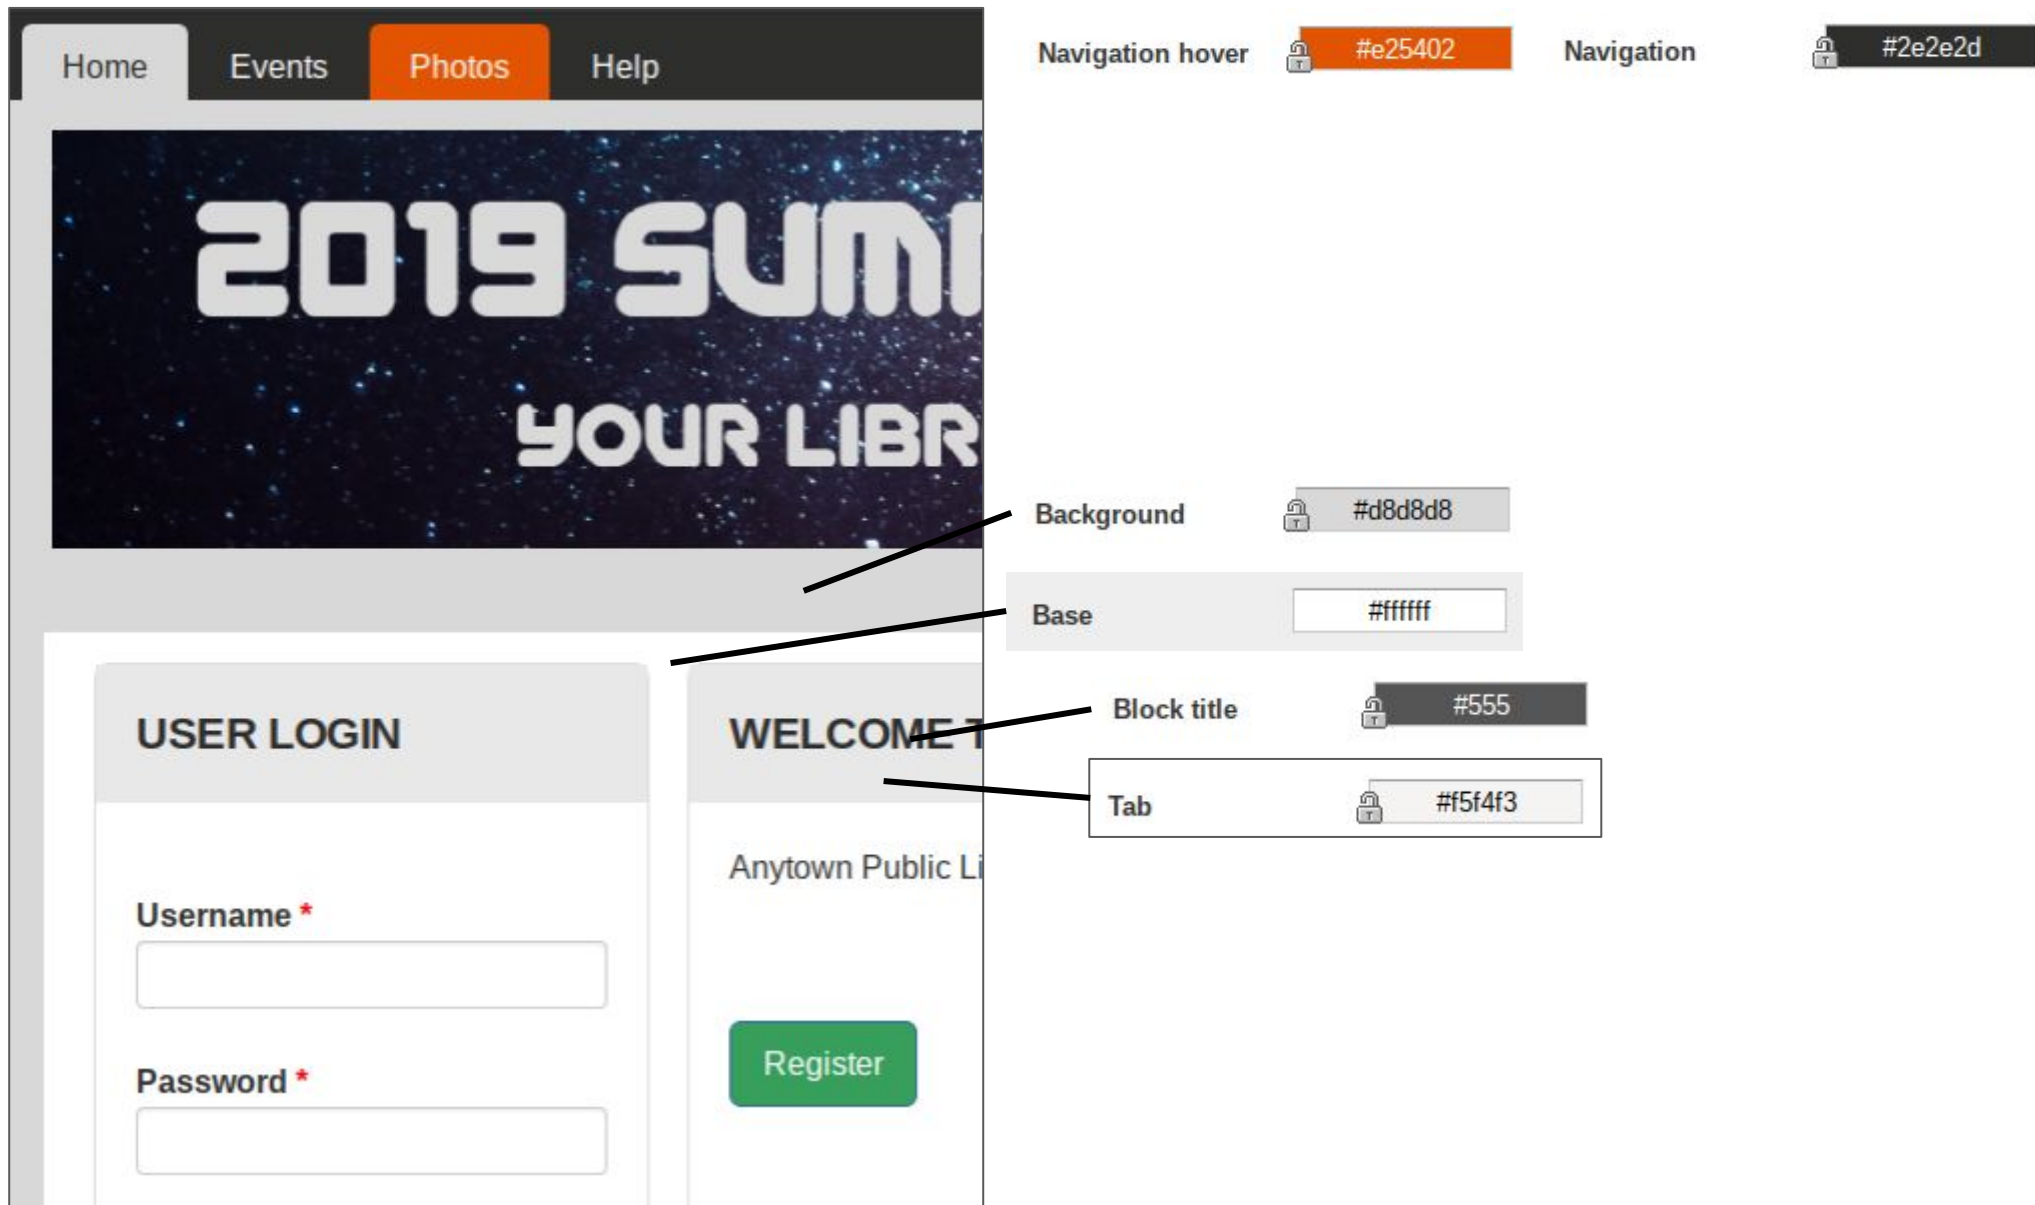 Home Events Photos Help
Navigation hover #e25402 Navigation #2e2e2d
2019 SUMM
YOUR LIBR
Background #d8d8d8
Base #ffffff
Block title #555
Tab #f5f4f3
USER LOGIN
Username *
Password *
WELCOME T
Anytown Public Li
Register